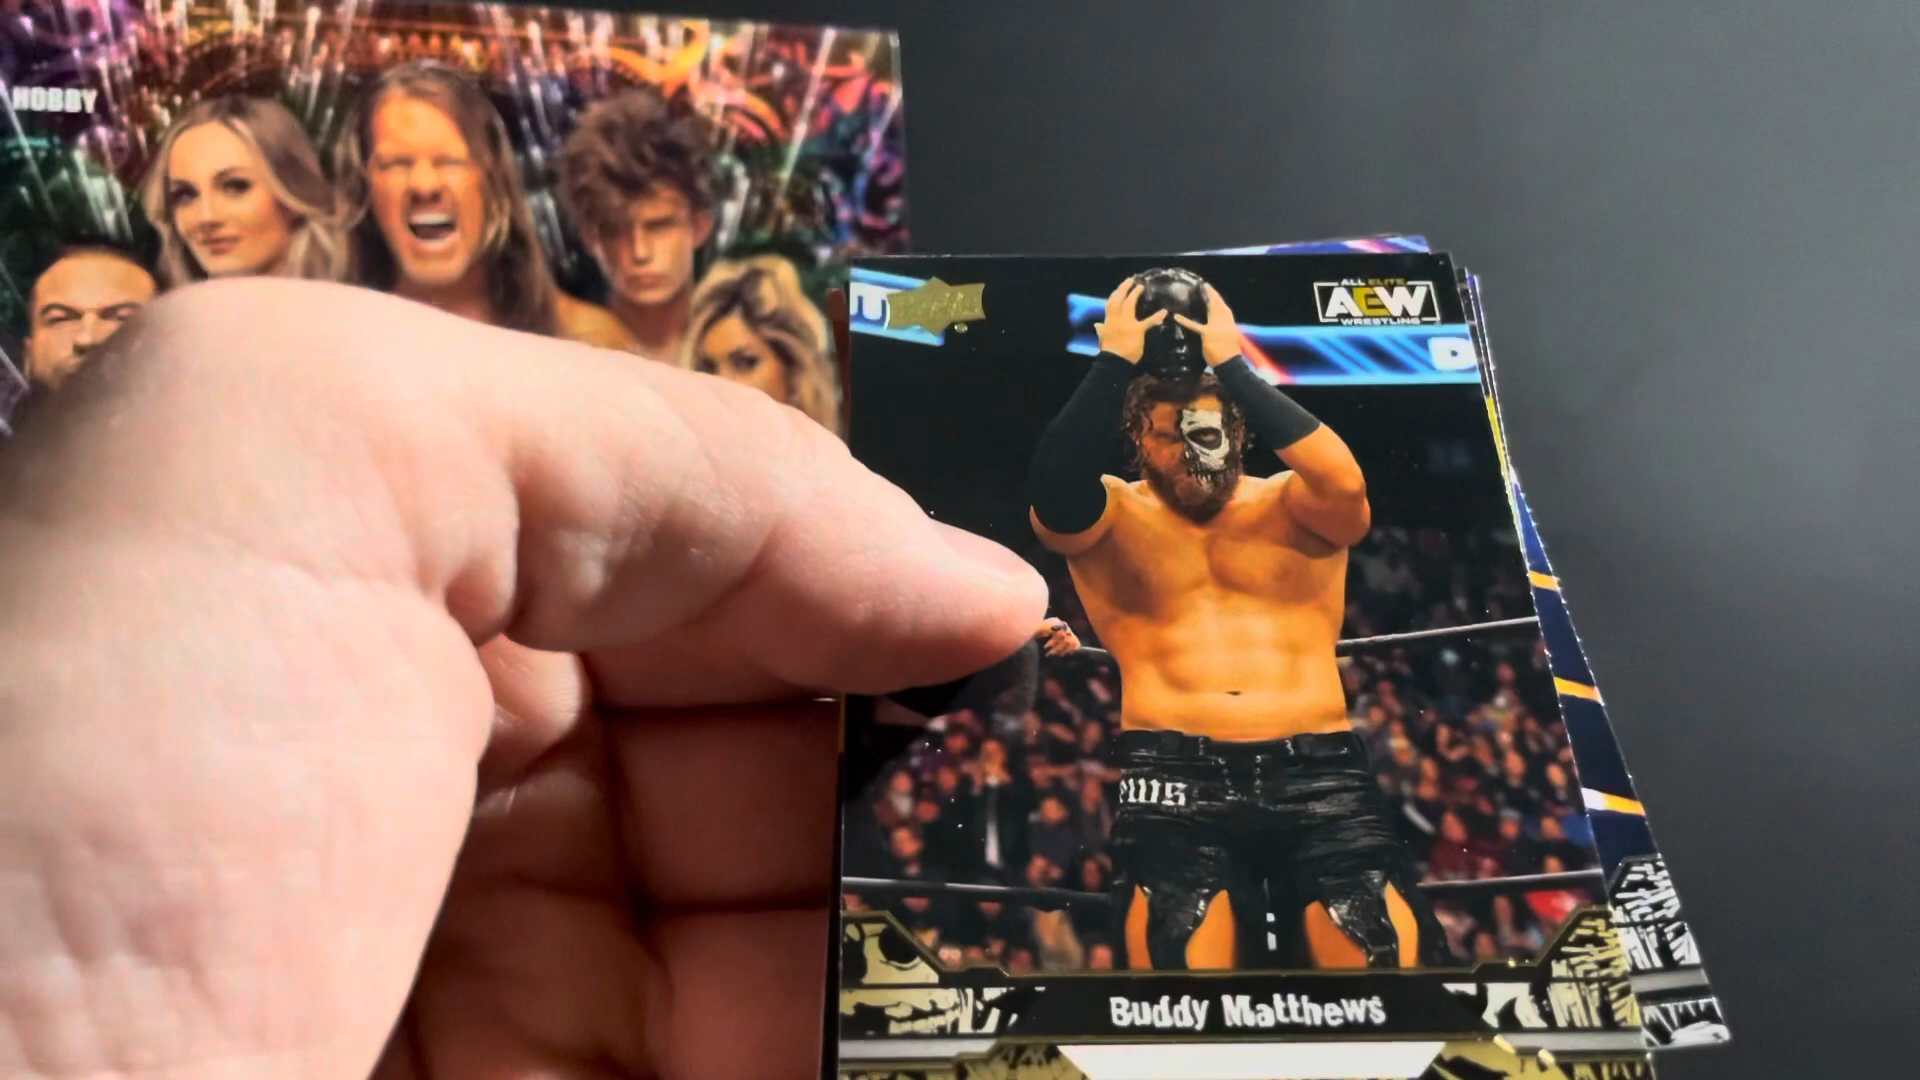 HOBBY
ALL ELITE
AEW
WRESTLING
D
Buddy Matthews